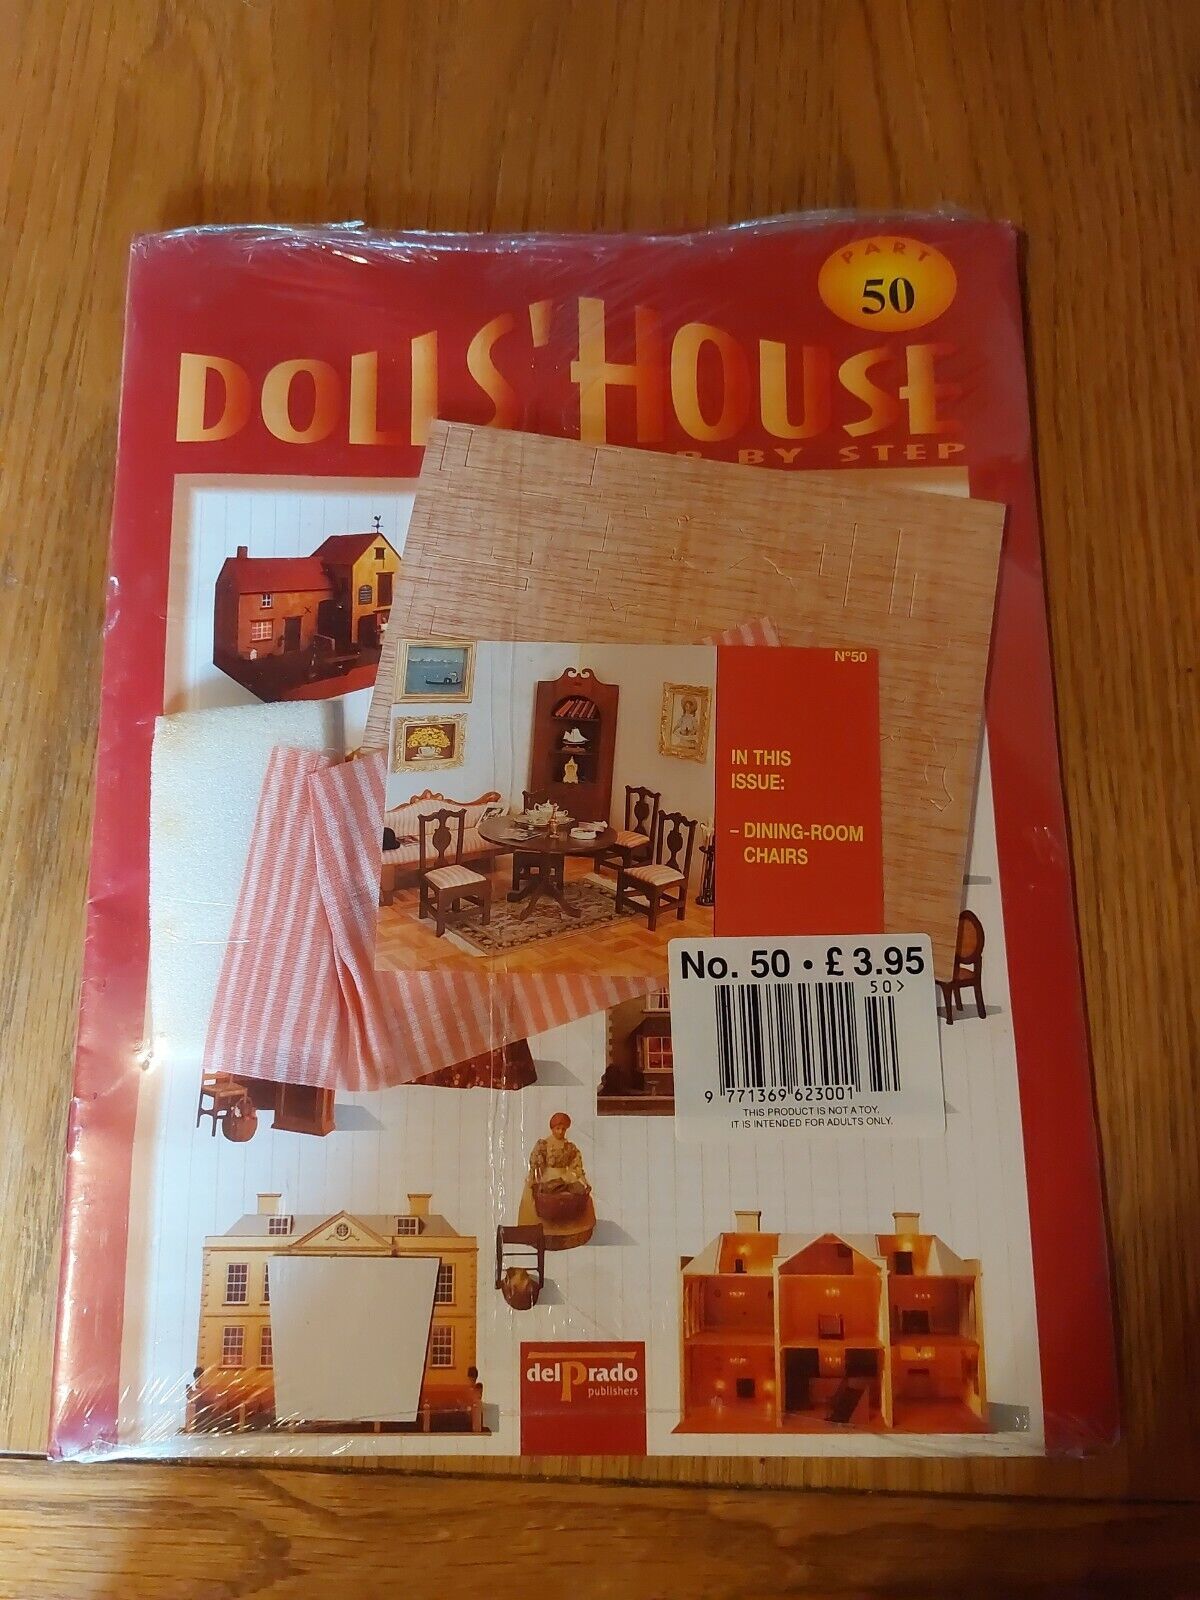 PART
50
DOLLS' HOUSE
BY STEP
Nº50
IN THIS
ISSUE:
– DINING-ROOM
CHAIRS
No. 50 • £ 3.95
50>
9 771369 623001
THIS PRODUCT IS NOT A TOY.
IT IS INTENDED FOR ADULTS ONLY.
delPrado
publishers